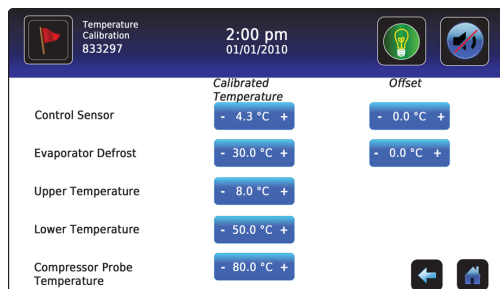 Temperature
Calibration
833297
2:00 pm
01/01/2010
Calibrated
Temperature
Offset
Control Sensor
- 4.3 °C +
- 0.0 °C +
Evaporator Defrost
- 30.0 °C +
- 0.0 °C +
Upper Temperature
- 8.0 °C +
Lower Temperature
- 50.0 °C +
Compressor Probe
Temperature
- 80.0 °C +